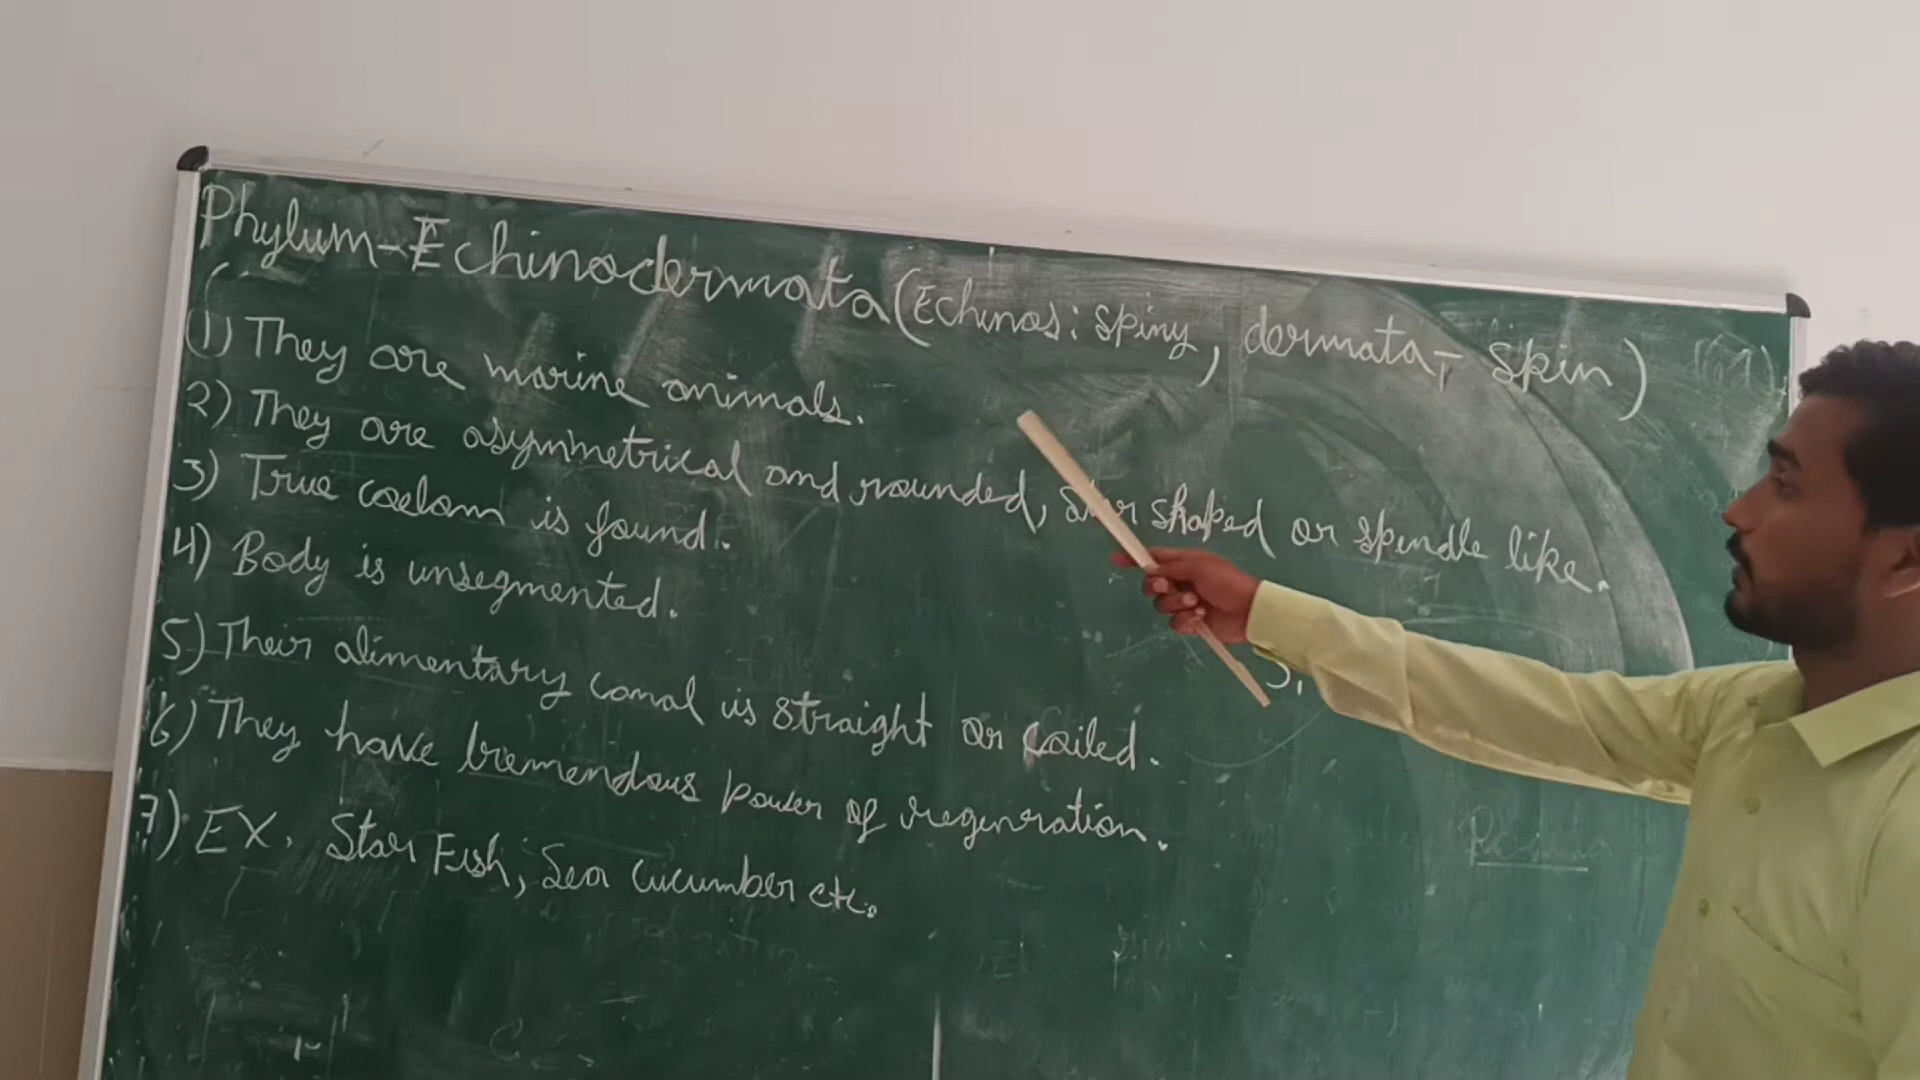 Phylum-Echinodermata (Echinos: spiny, dermata- skin)
(1) They are marine animals.
2) They are asymmetrical and rounded, star shaped or spindle like.
3) True coelom is found.
4) Body is unsegmented.
5) Their alimentary canal is straight or coiled.
6) They have tremendous power of regeneration.
7) EX. Star Fish, Sea Cucumber etc.